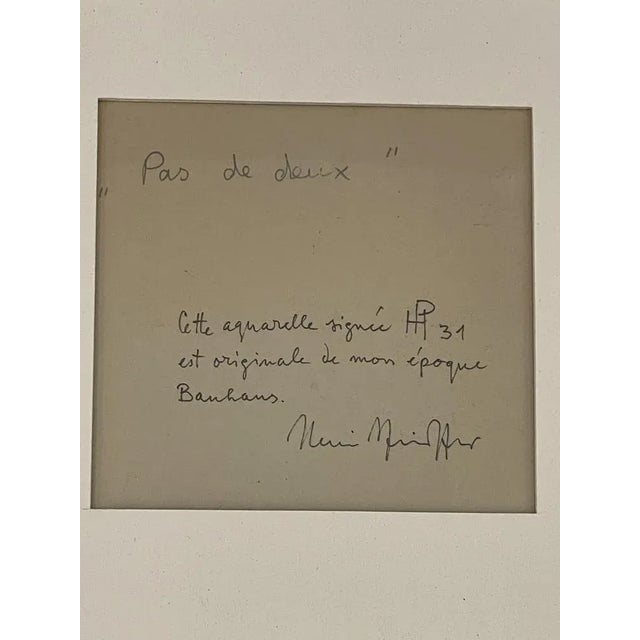 „ Pas de deux "
Cette aquarelle signée HP 31
est originale de mon époque
Bauhaus.